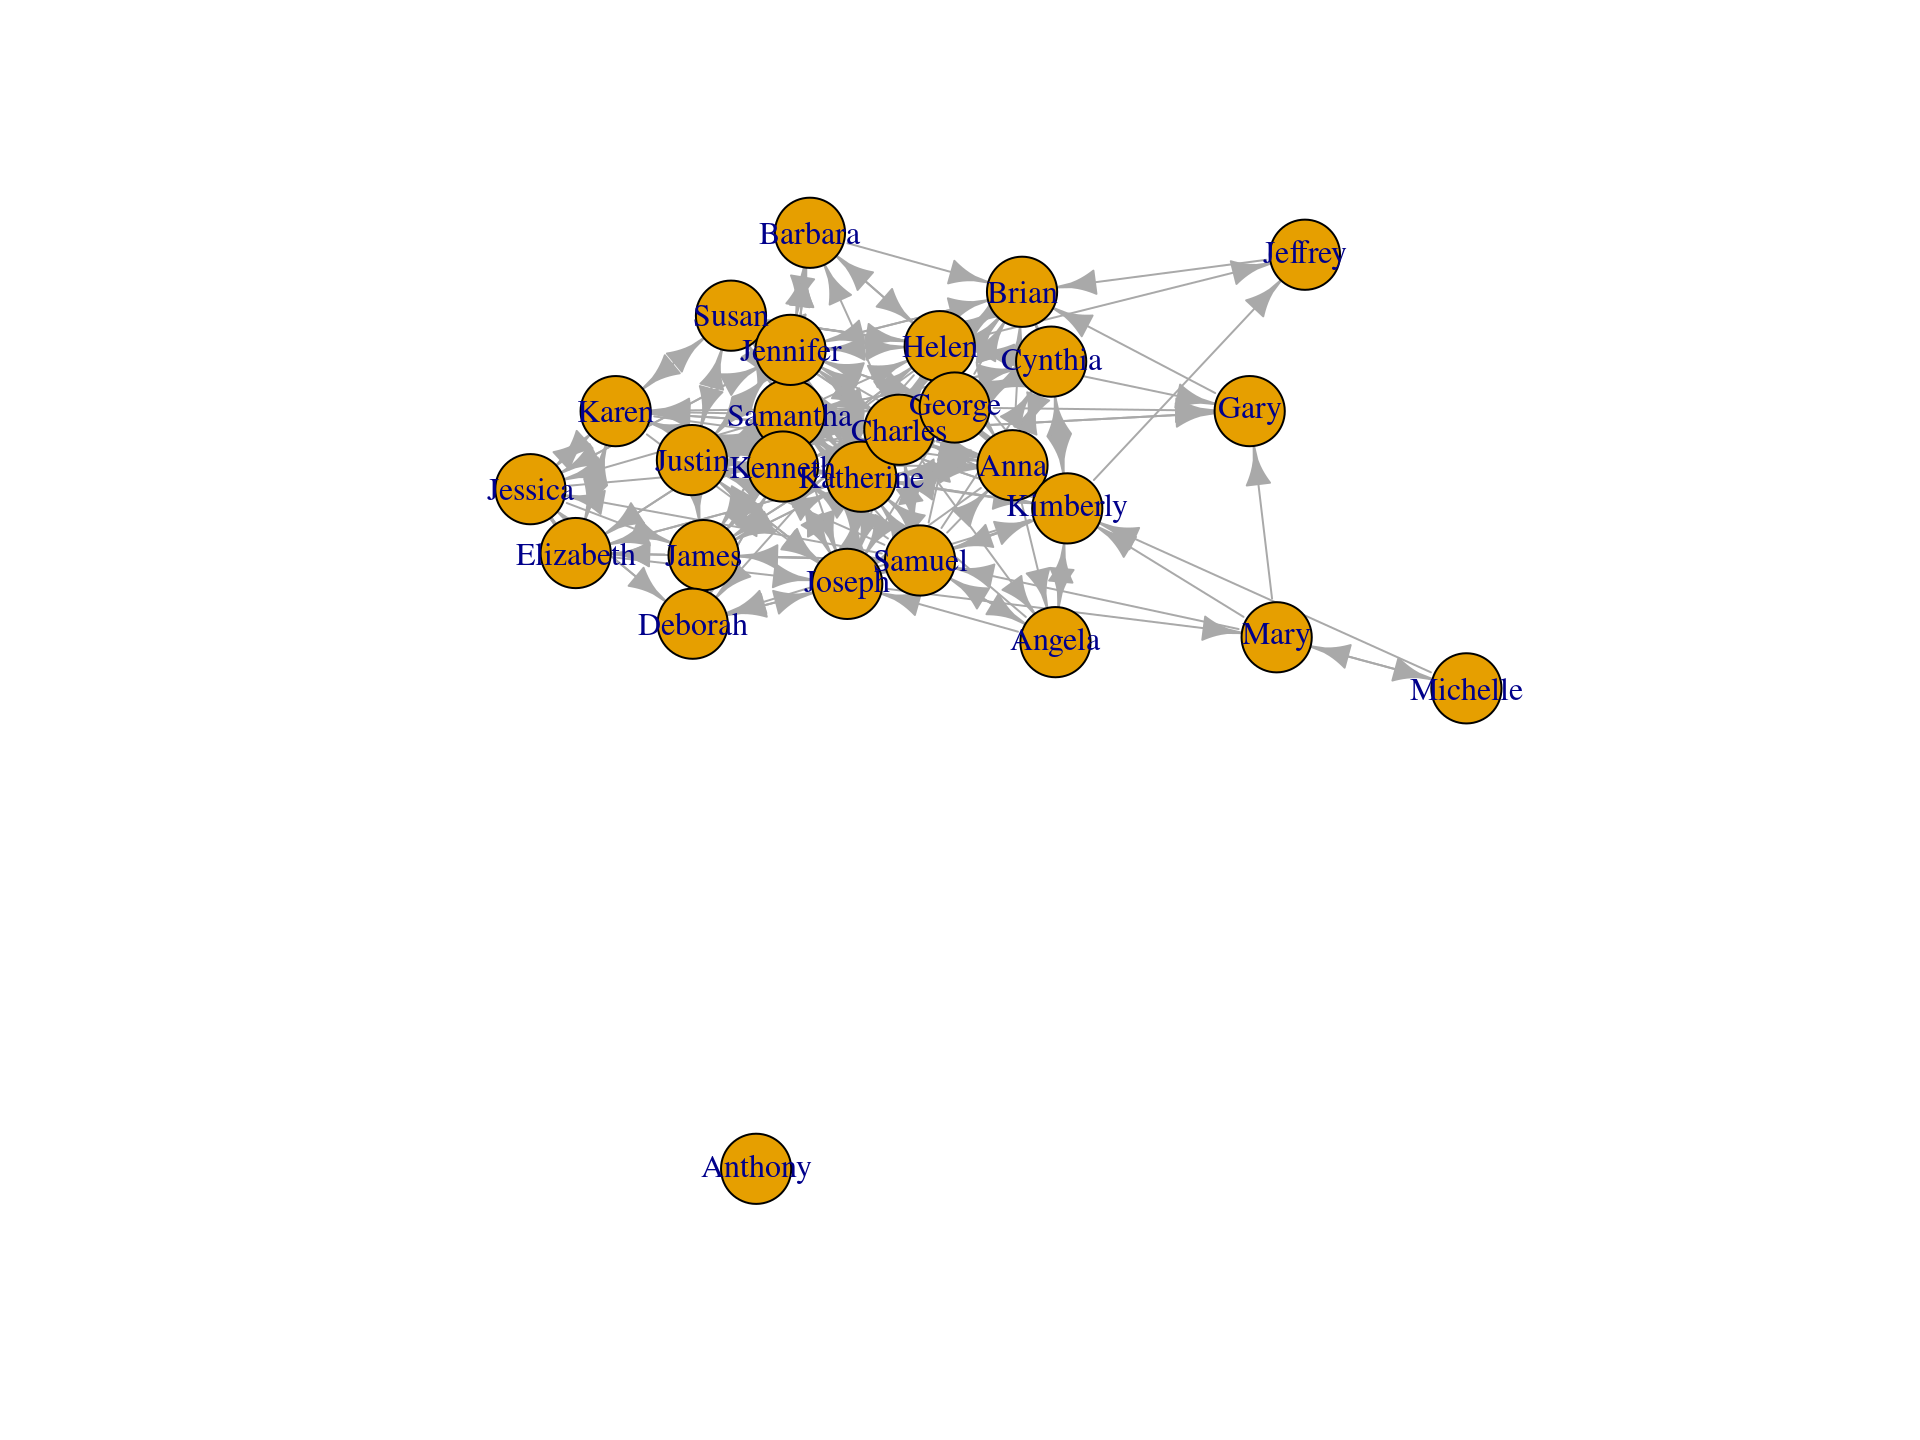 Barbara
Jeffrey
Brian
Susan
Jennifer
Helen
Cynthia
Karen
Samantha
George
Gary
Charles
Justin
Kenneth
Katherine
Anna
Jessica
Kimberly
Elizabeth
James
Samuel
Joseph
Deborah
Angela
Mary
Michelle
Anthony